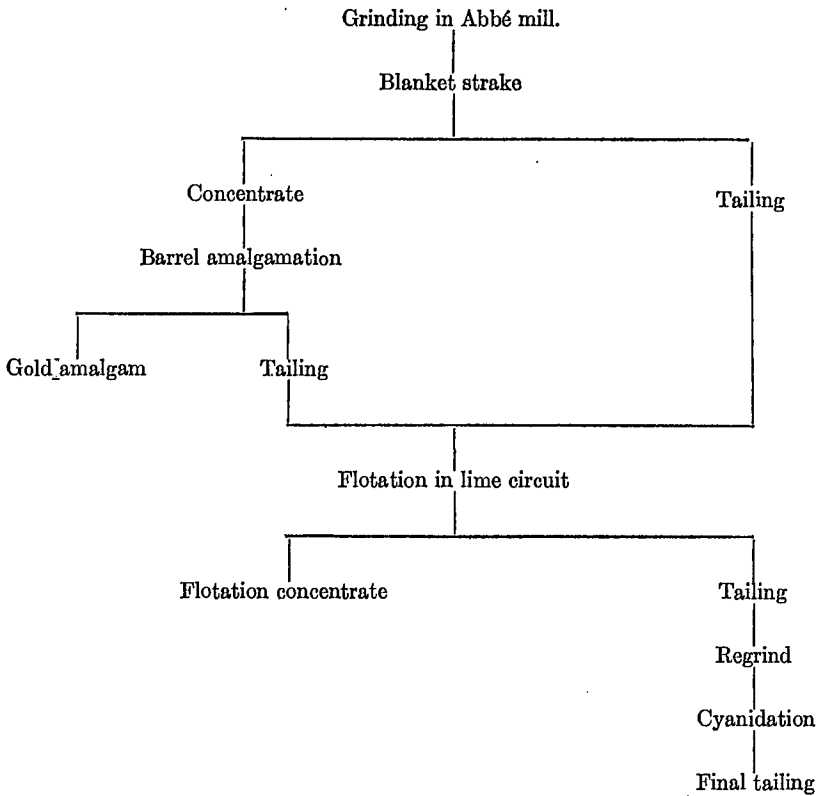 Grinding in Abbé mill.
Blanket strake
Concentrate
Tailing
Barrel amalgamation
Gold amalgam
Tailing
Flotation in lime circuit
Flotation concentrate
Tailing
Regrind
Cyanidation
Final tailing